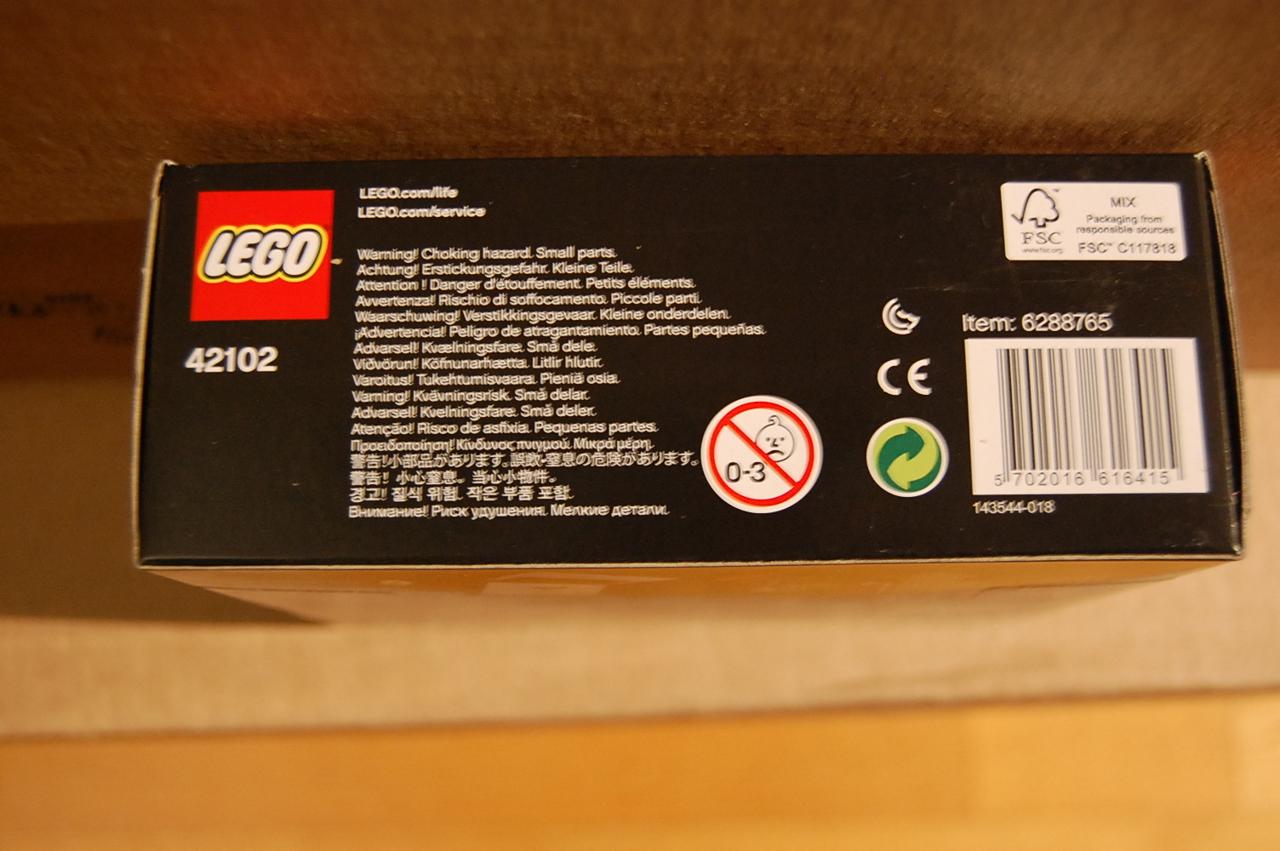 LEGO
42102
LEGO.com/life
LEGO.com/service
Warning! Choking hazard. Small parts.
Achtung! Erstickungsgefahr. Kleine Teile.
Attention ! Danger d'étouffement. Petits éléments.
Avvertenza! Rischio di soffocamento. Piccole parti.
Waarschuwing! Verstikkingsgevaar. Kleine onderdelen.
¡Advertencia! Peligro de atragantamiento. Partes pequeñas.
Advarsel! Kvælningsfare. Små dele.
Viðvörun! Köfnunarhætta. Litlir hlutir.
Varoitus! Tukehtumisvaara. Pieniä osia.
Varning! Kvävningsrisk. Små delar.
Advarsel! Kvelningsfare. Små deler.
Atenção! Risco de asfixia. Pequenas partes.
Προειδοποίηση! Κίνδυνος πνιγμού. Μικρά μέρη.
警告!小部品があります。誤飲・窒息の危険があります。
警告! 小心窒息。当心小物件。
경고! 질식 위험. 작은 부품 포함.
Внимание! Риск удушения. Мелкие детали.
0-3
CE
FSC
www.fsc.org
MIX
Packaging from
responsible sources
FSC™ C117818
Item: 6288765
5 702016 616415
143544-018